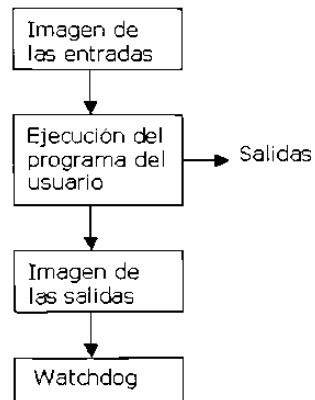 Imagen de
las entradas
Ejecución del
programa del
usuario
Salidas
Imagen de
las salidas
Watchdog